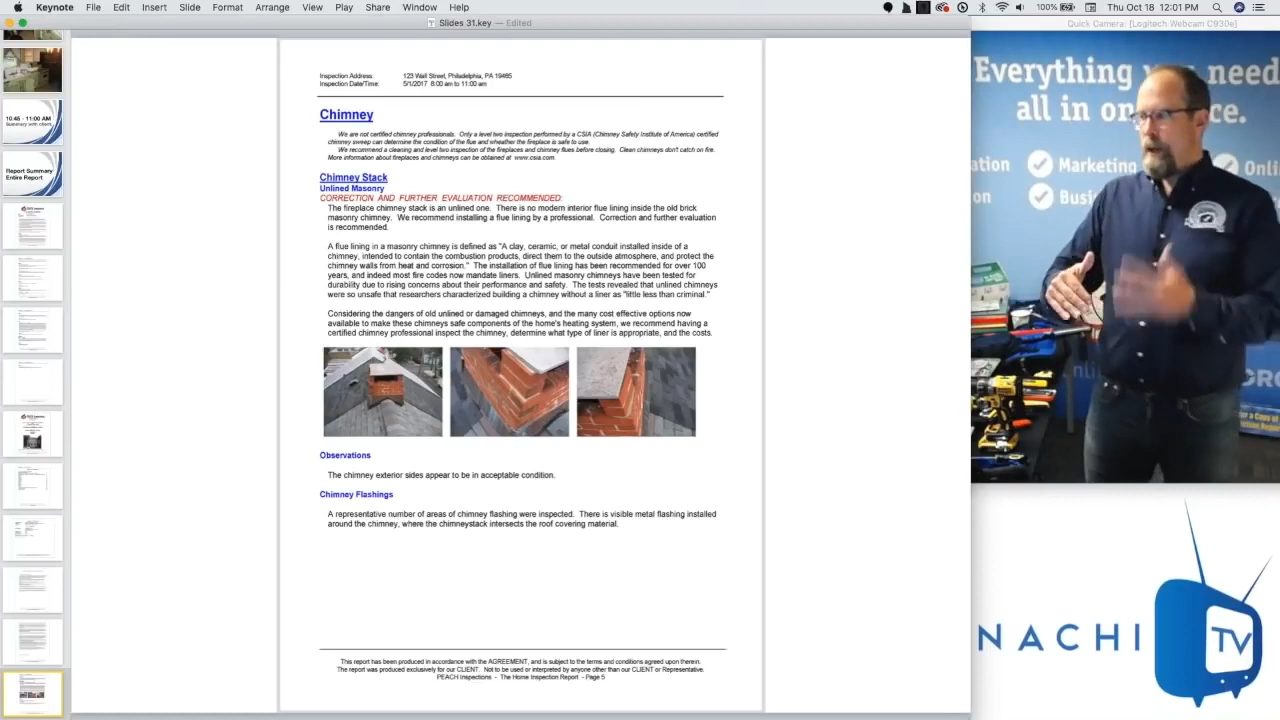 Keynote File Edit Insert Slide Format Arrange View Play Share Window Help
100% Thu Oct 18 12:01 PM
Slides 31.key — Edited
Quick Camera: [Logitech Webcam C930e]
10:45 - 11:00 AM
Summary with client
Report Summary
Entire Report
Inspection Address: 123 Wall Street, Philadelphia, PA 19465
Inspection Date/Time: 5/1/2017 8:00 am to 11:00 am
Chimney
We are not certified chimney professionals. Only a level two inspection performed by a CSIA (Chimney Safety Institute of America) certified
chimney sweep can determine the condition of the flue and wheather the fireplace is safe to use.
We recommend a cleaning and level two inspection of the fireplaces and chimney flues before closing. Clean chimneys don't catch on fire.
More information about fireplaces and chimneys can be obtained at www.csia.com.
Chimney Stack
Unlined Masonry
CORRECTION AND FURTHER EVALUATION RECOMMENDED:
The fireplace chimney stack is an unlined one. There is no modern interior flue lining inside the old brick
masonry chimney. We recommend installing a flue lining by a professional. Correction and further evaluation
is recommended.
A flue lining in a masonry chimney is defined as "A clay, ceramic, or metal conduit installed inside of a
chimney, intended to contain the combustion products, direct them to the outside atmosphere, and protect the
chimney walls from heat and corrosion." The installation of flue lining has been recommended for over 100
years, and indeed most fire codes now mandate liners. Unlined masonry chimneys have been tested for
durability due to rising concerns about their performance and safety. The tests revealed that unlined chimneys
were so unsafe that researchers characterized building a chimney without a liner as "little less than criminal."
Considering the dangers of old unlined or damaged chimneys, and the many cost effective options now
available to make these chimneys safe components of the home's heating system, we recommend having a
certified chimney professional inspect the chimney, determine what type of liner is appropriate, and the costs.
Observations
The chimney exterior sides appear to be in acceptable condition.
Chimney Flashings
A representative number of areas of chimney flashing were inspected. There is visible metal flashing installed
around the chimney, where the chimneystack intersects the roof covering material.
This report has been produced in accordance with the AGREEMENT, and is subject to the terms and conditions agreed upon therein.
The report was produced exclusively for our CLIENT. Not to be used or interpreted by anyone other than our CLIENT or Representative.
PEACH Inspections - The Home Inspection Report - Page 5
Everything y need
all in o ce.
ation Marketing Onlin
on Busi
NACHI TV